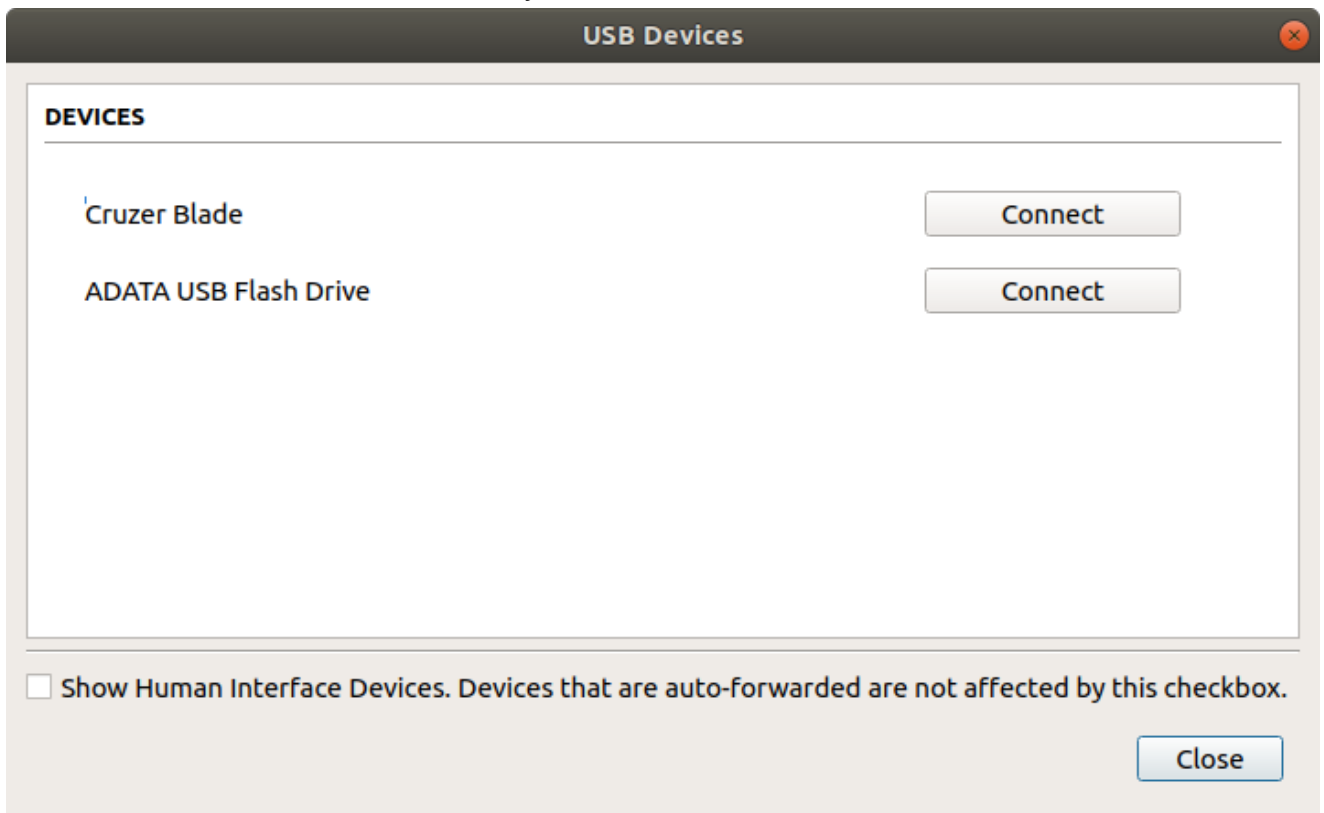 USB Devices
DEVICES
Cruzer Blade
Connect
ADATA USB Flash Drive
Connect
Show Human Interface Devices. Devices that are auto-forwarded are not affected by this checkbox.
Close